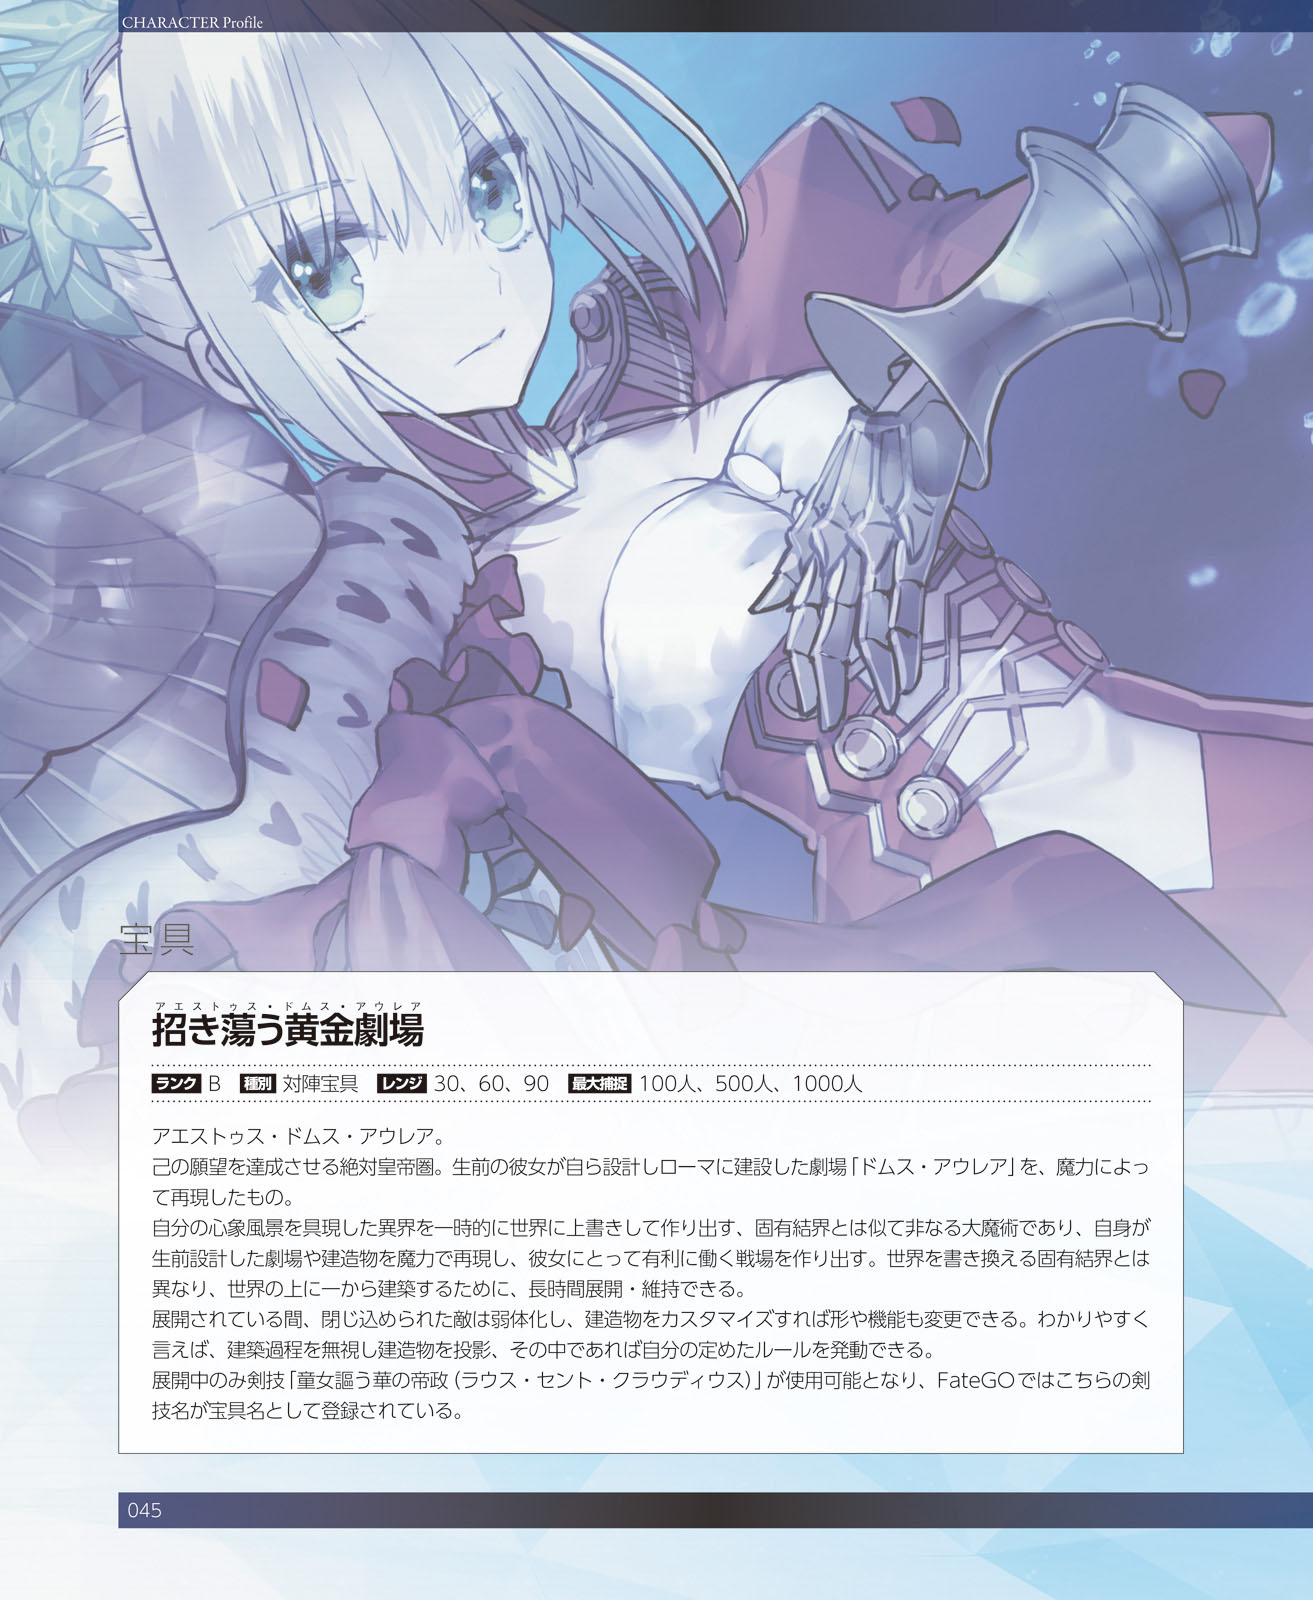 CHARACTER Profile
宝具
アエストゥス・ドムス・アウレア
招き蕩う黄金劇場
ランク B 種別 対陣宝具 レンジ 30、60、90 最大捕捉 100人、500人、1000人
アエストゥス・ドムス・アウレア。
己の願望を達成させる絶対皇帝圏。生前の彼女が自ら設計しローマに建設した劇場「ドムス・アウレア」を、魔力によっ
て再現したもの。
自分の心象風景を具現した異界を一時的に世界に上書きして作り出す、固有結界とは似て非なる大魔術であり、自身が
生前設計した劇場や建造物を魔力で再現し、彼女にとって有利に働く戦場を作り出す。世界を書き換える固有結界とは
異なり、世界の上に一から建築するために、長時間展開・維持できる。
展開されている間、閉じ込められた敵は弱体化し、建造物をカスタマイズすれば形や機能も変更できる。わかりやすく
言えば、建築過程を無視し建造物を投影、その中であれば自分の定めたルールを発動できる。
展開中のみ剣技「童女謳う華の帝政(ラウス・セント・クラウディウス)」が使用可能となり、FateGOではこちらの剣
技名が宝具名として登録されている。
045